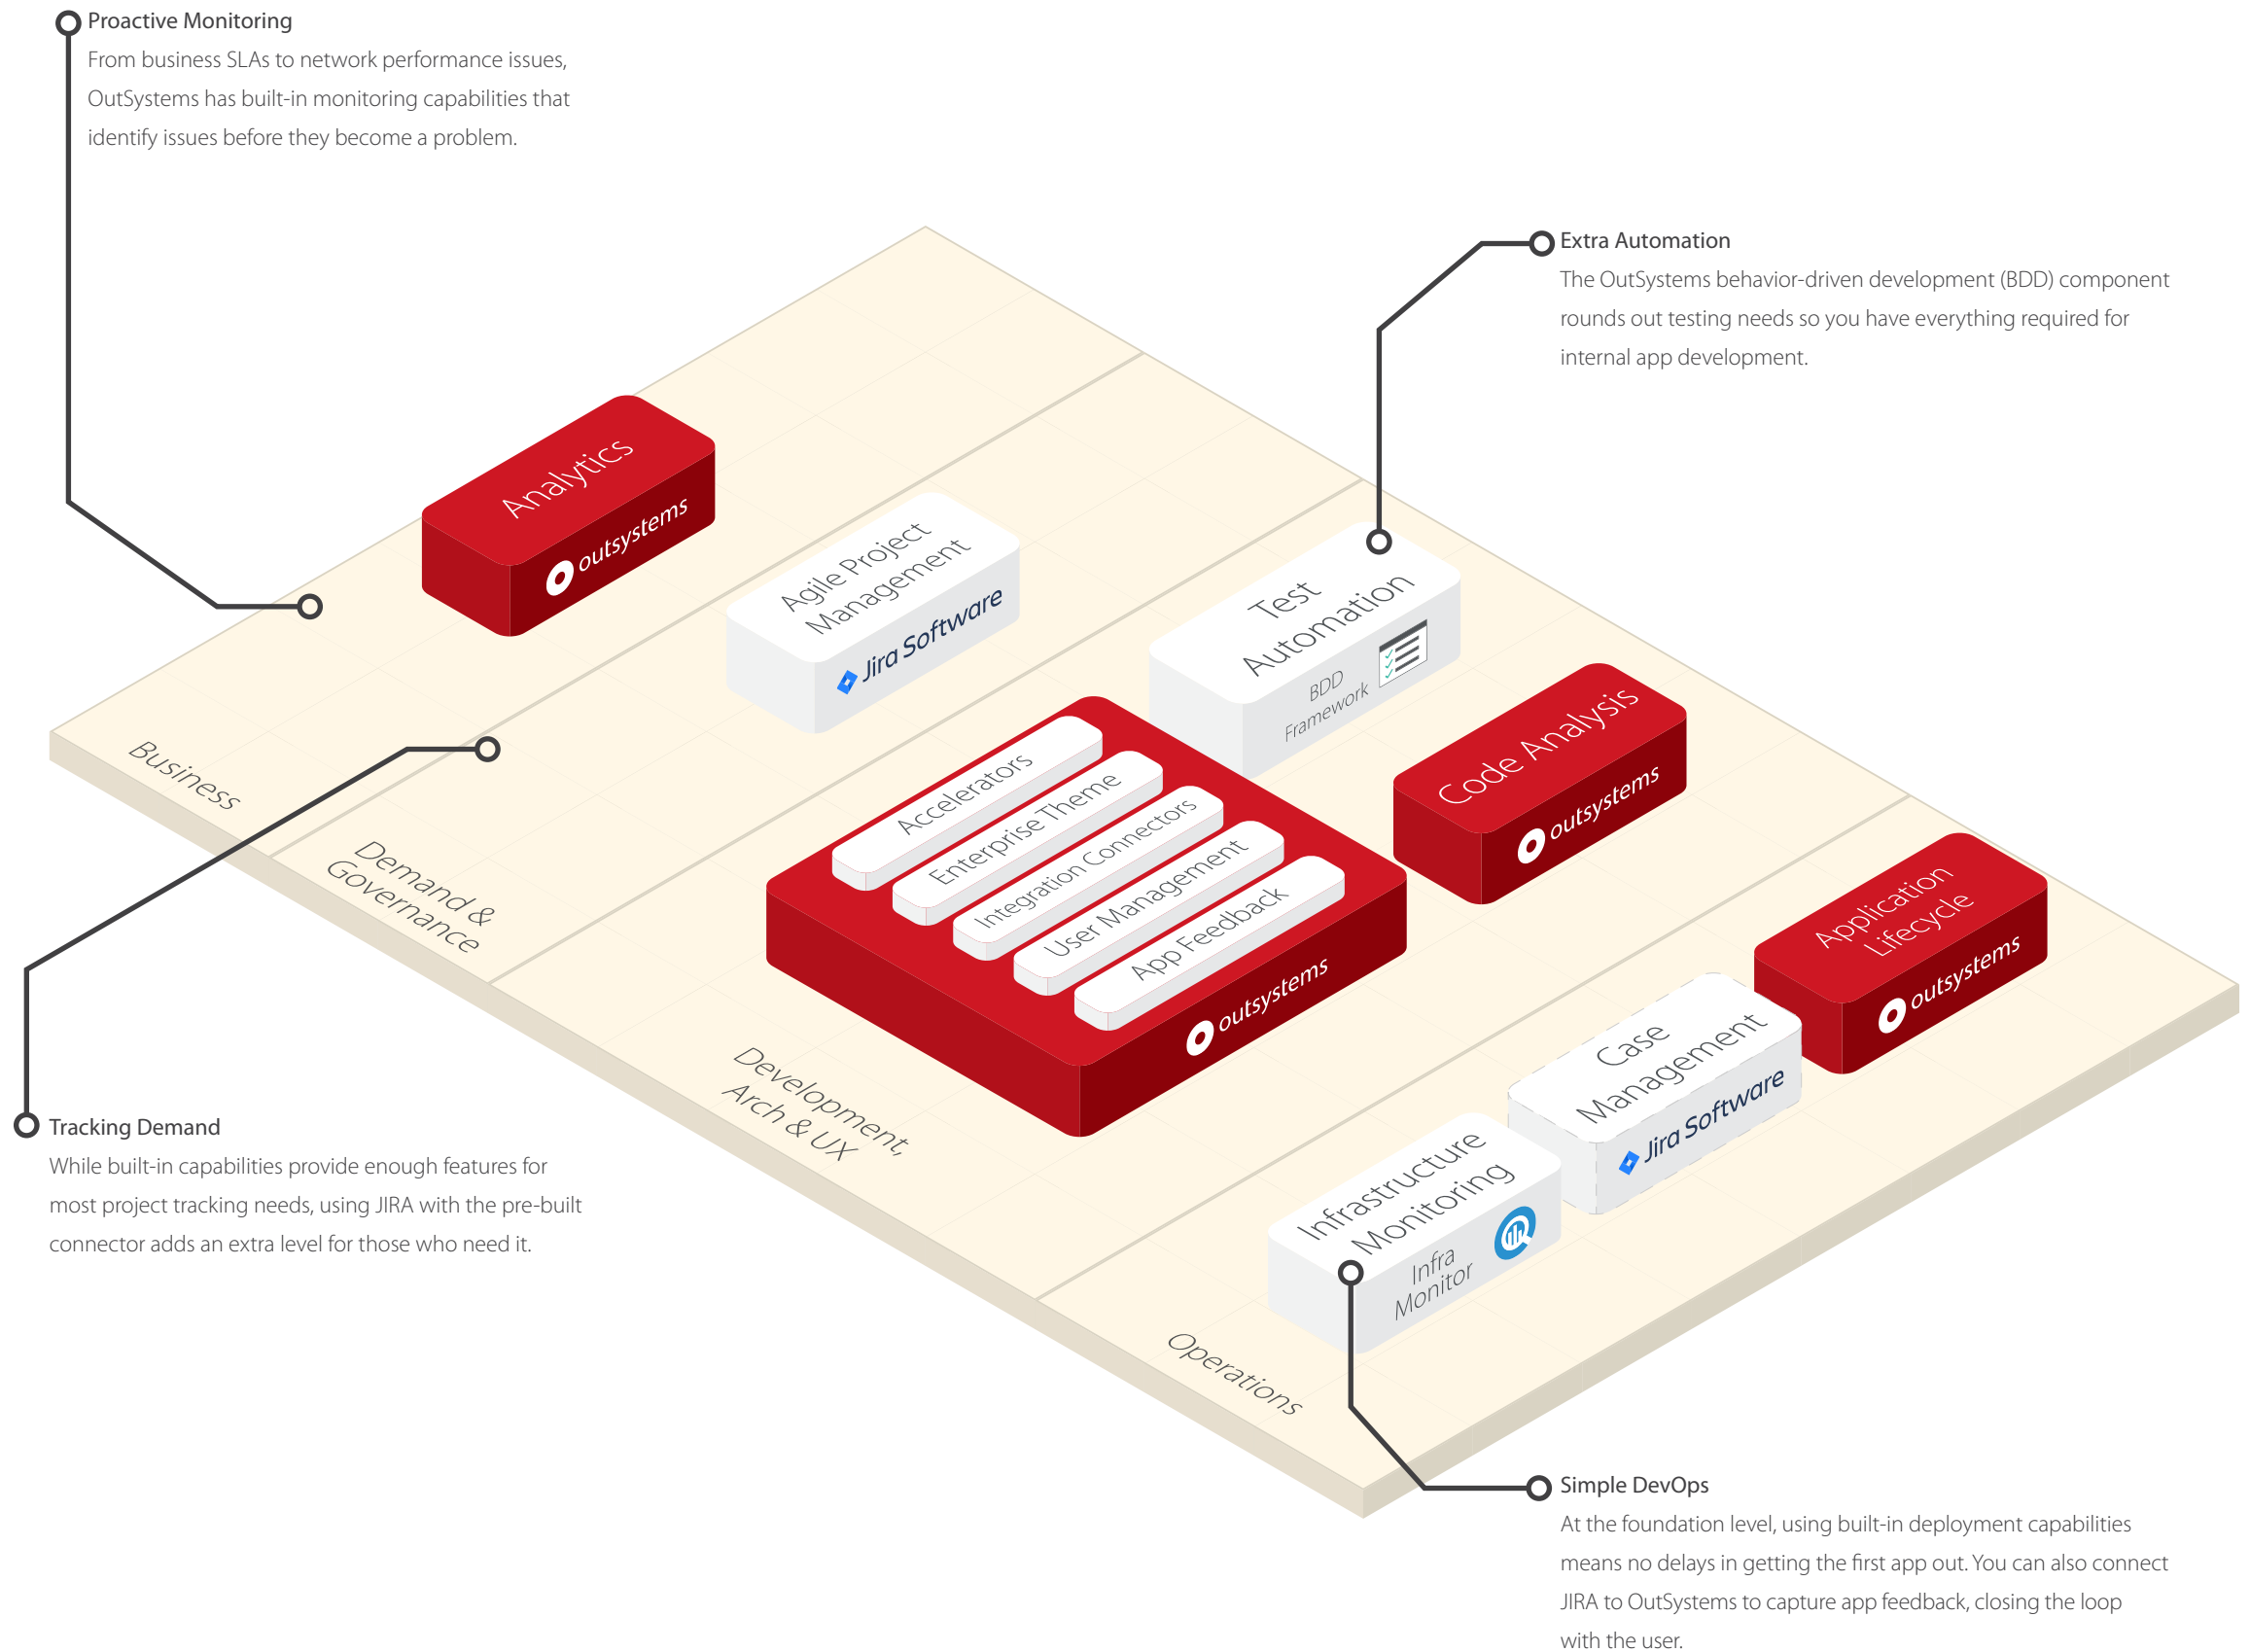 Proactive Monitoring
From business SLAs to network performance issues,
OutSystems has built-in monitoring capabilities that
identify issues before they become a problem.
Extra Automation
The OutSystems behavior-driven development (BDD) component
rounds out testing needs so you have everything required for
internal app development.
Analytics
outsystems
Agile Project
Management
Jira Software
Test
Automation
BDD
Framework
Code Analysis
outsystems
Accelerators
Enterprise Theme
Integration Connectors
User Management
App Feedback
outsystems
Application
Lifecycle
outsystems
Case
Management
Jira Software
Infrastructure
Monitoring
Infra
Monitor
Business
Demand &
Governance
Development,
Arch & UX
Operations
Tracking Demand
While built-in capabilities provide enough features for
most project tracking needs, using JIRA with the pre-built
connector adds an extra level for those who need it.
Simple DevOps
At the foundation level, using built-in deployment capabilities
means no delays in getting the first app out. You can also connect
JIRA to OutSystems to capture app feedback, closing the loop
with the user.